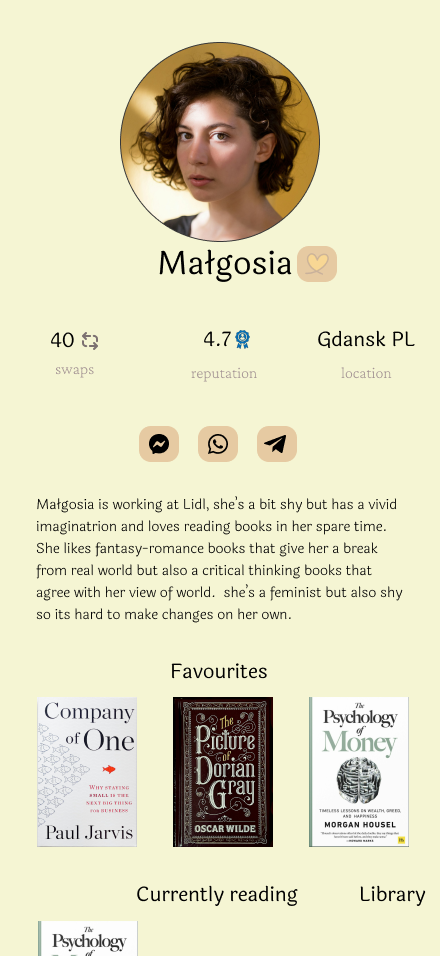 Małgosia
40
4.7
Gdansk PL
swaps
reputation
location
Małgosia is working at Lidl, she's a bit shy but has a vivid
imaginatrion and loves reading books in her spare time.
She likes fantasy-romance books that give her a break
from real world but also a critical thinking books that
agree with her view of world.  she's a feminist but also shy
so its hard to make changes on her own.
Favourites
Company
of One
WHY STAYING
SMALL IS THE
NEXT BIG THING
FOR BUSINESS
Paul Jarvis
The
Picture
of
Dorian
Gray
OSCAR WILDE
The
Psychology
of
Money
TIMELESS LESSONS ON WEALTH, GREED,
AND HAPPINESS
MORGAN HOUSEL
Currently reading
Library
The
Psychology